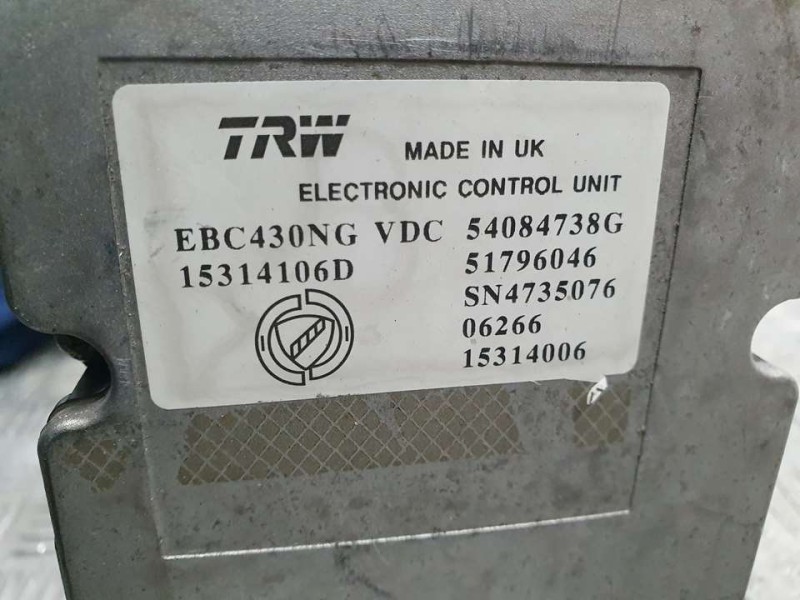 TRW MADE IN UK
ELECTRONIC CONTROL UNIT
EBC430NG VDC 54084738G
15314106D 51796046
SN4735076
06266
15314006